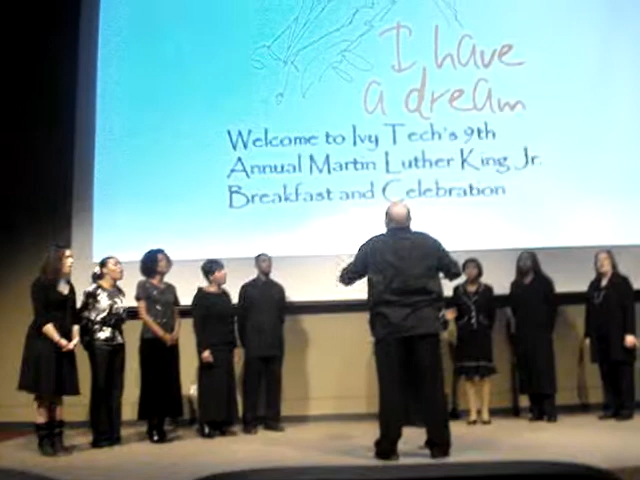 I have
a dream
Welcome to Ivy Tech's 9th
Annual Martin Luther King Jr.
Breakfast and Celebration